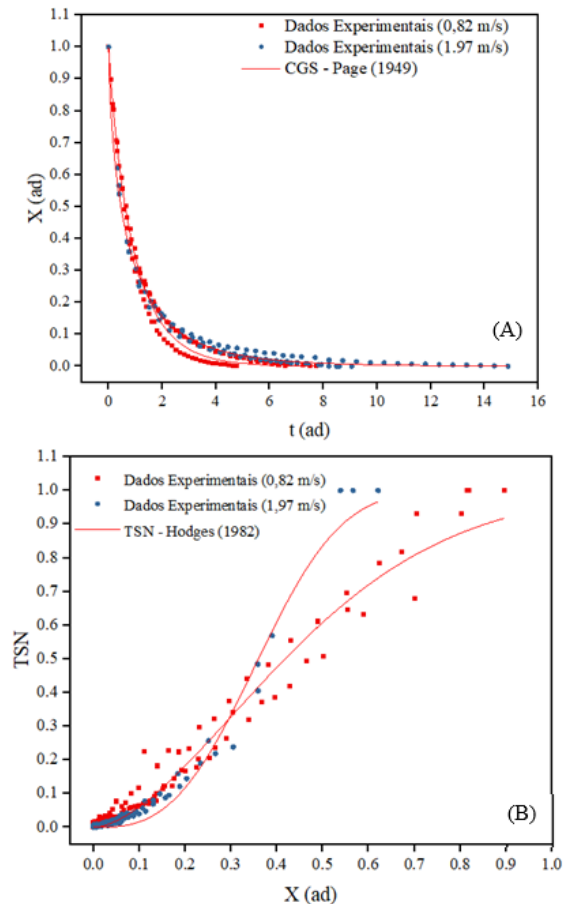 1.1
1.0
0.9
0.8
0.7
0.6
0.5
0.4
0.3
0.2
0.1
0.0
X (ad)
Dados Experimentais (0,82 m/s)
Dados Experimentais (1.97 m/s)
CGS - Page (1949)
(A)
0 2 4 6 8 10 12 14 16
t (ad)
1.1
1.0
0.9
0.8
0.7
0.6
0.5
0.4
0.3
0.2
0.1
0.0
TSN
Dados Experimentais (0,82 m/s)
Dados Experimentais (1,97 m/s)
TSN - Hodges (1982)
(B)
0.0 0.1 0.2 0.3 0.4 0.5 0.6 0.7 0.8 0.9 1.0
X (ad)